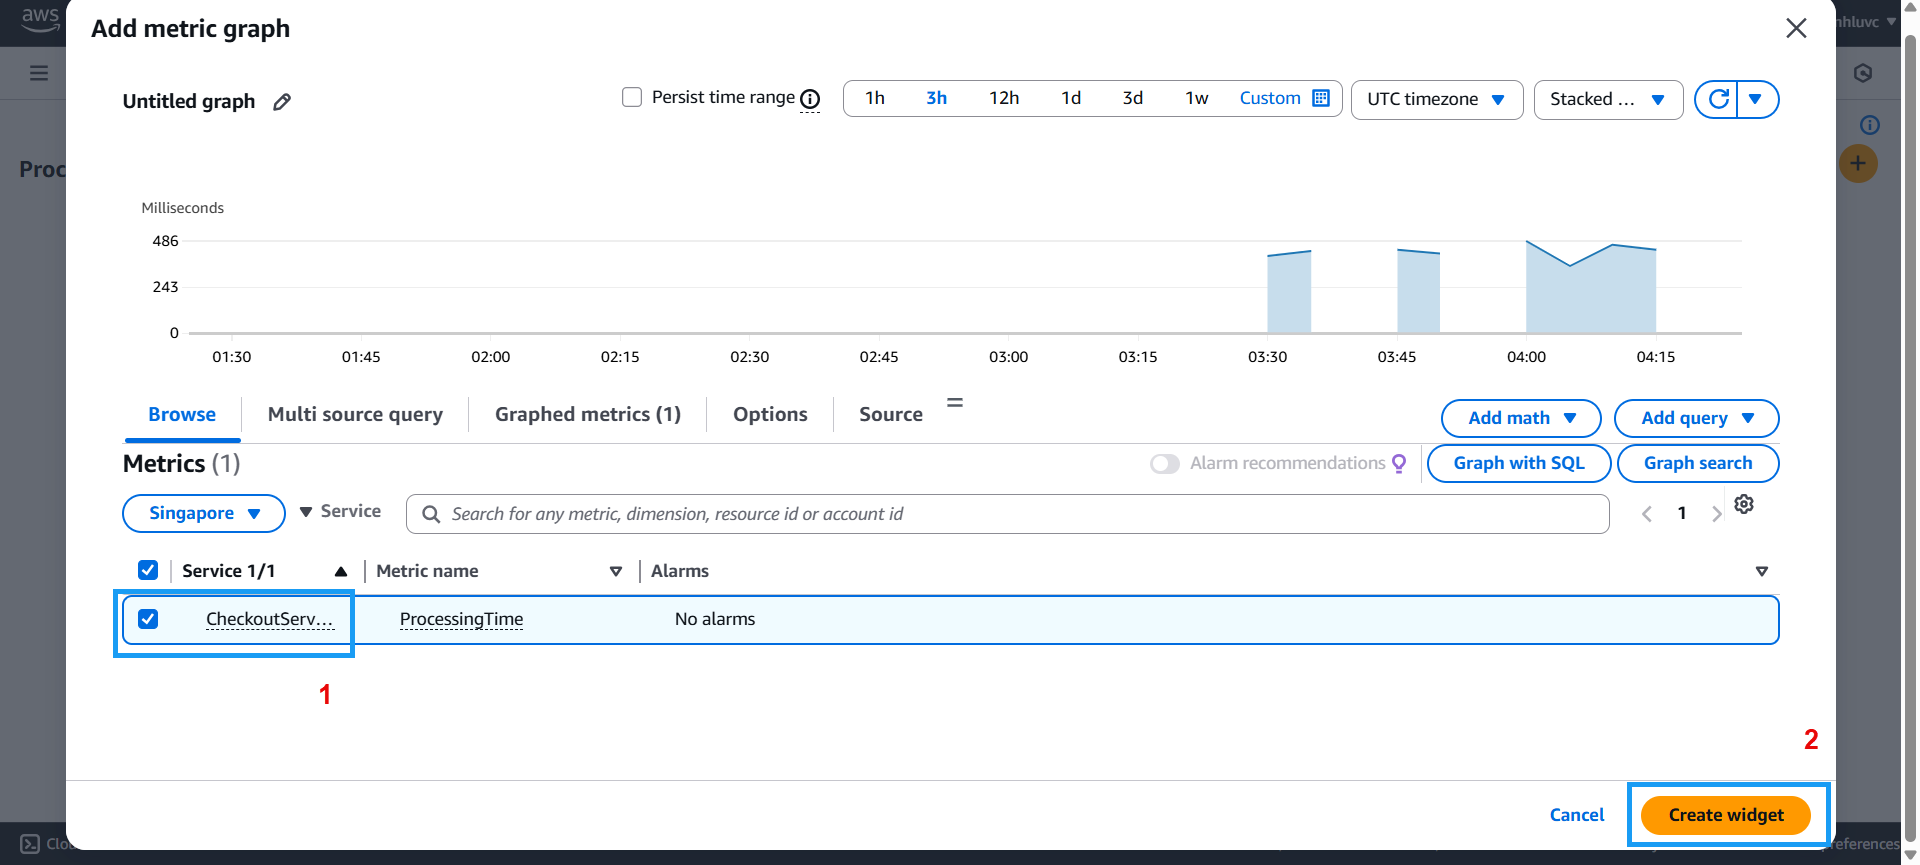 aws
Add metric graph
nhluvc
Untitled graph
Persist time range
1h 3h 12h 1d 3d 1w Custom
UTC timezone
Stacked ...
Proc
Milliseconds
486
243
0
01:30 01:45 02:00 02:15 02:30 02:45 03:00 03:15 03:30 03:45 04:00 04:15
Browse Multi source query Graphed metrics (1) Options Source
Add math Add query
Metrics (1)
Alarm recommendations
Graph with SQL Graph search
Singapore Service Search for any metric, dimension, resource id or account id 1
Service 1/1 Metric name Alarms
CheckoutServ... ProcessingTime No alarms
1
2
Cancel Create widget
Clo
references